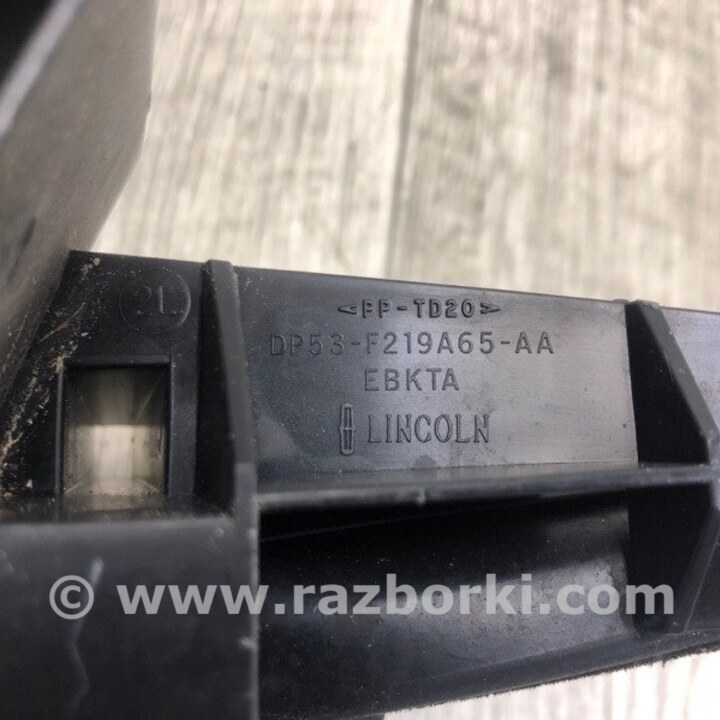 2L
>PP-TD20<
DP53-F219A65-AA
EBKTA
LINCOLN
© www.razborki.com